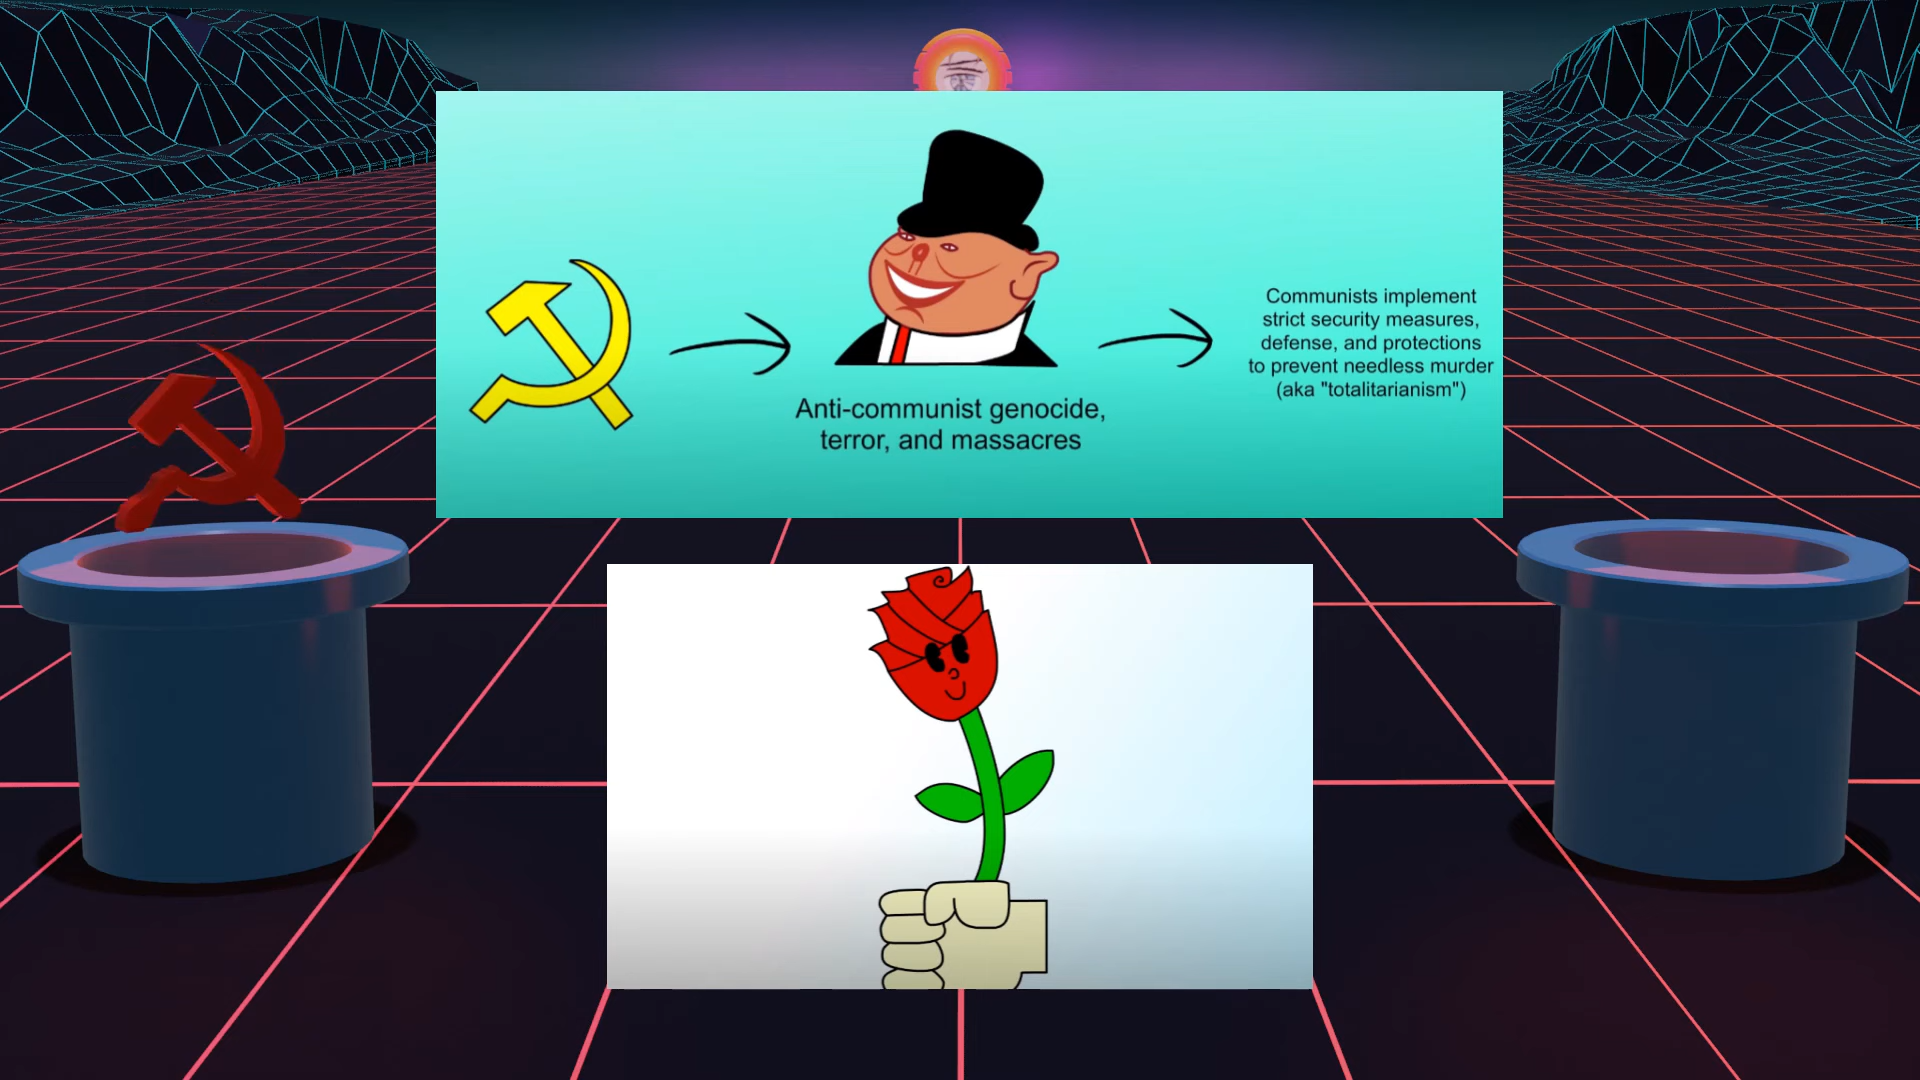 Anti-communist genocide,
terror, and massacres
Communists implement
strict security measures,
defense, and protections
to prevent needless murder
(aka "totalitarianism")